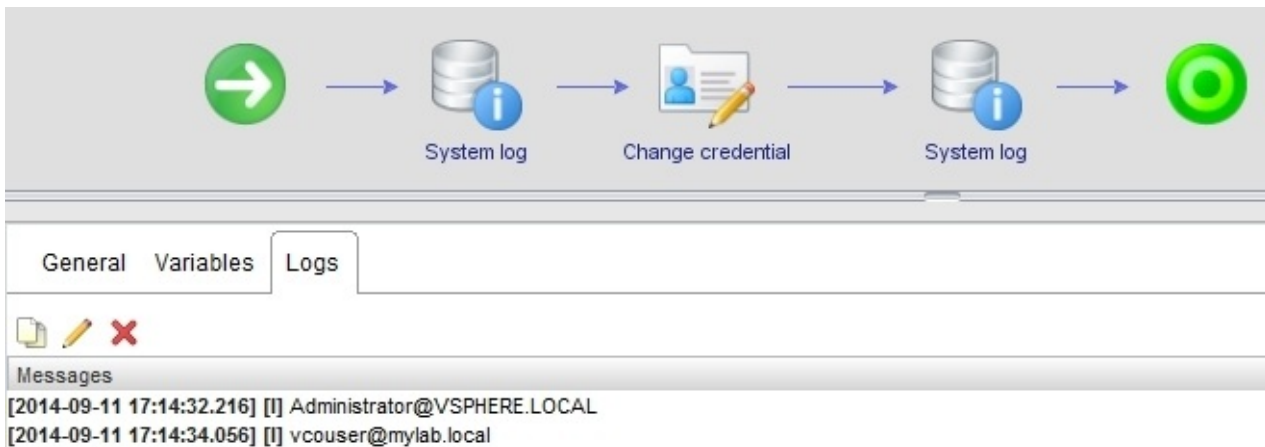 System log
Change credential
System log
General
Variables
Logs
Messages
[2014-09-11 17:14:32.216] [I] Administrator@VSPHERE.LOCAL
[2014-09-11 17:14:34.056] [I] vcouser@mylab.local